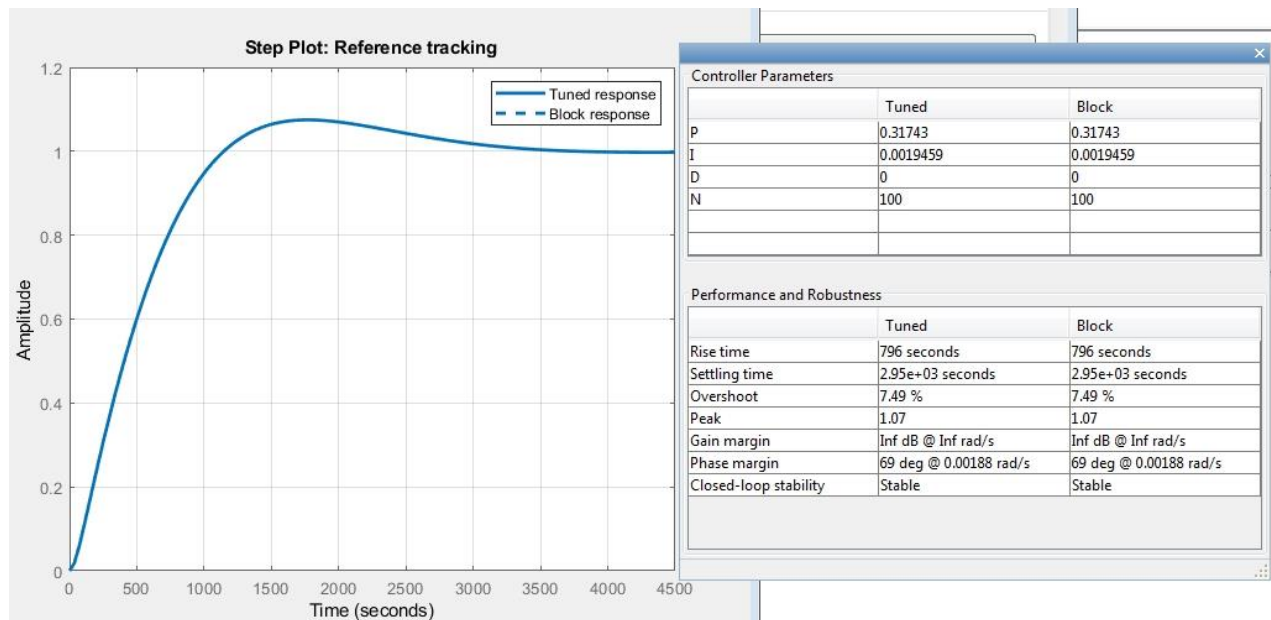 Step Plot: Reference tracking
Tuned response
Block response
1.2
1
0.8
0.6
0.4
0.2
0
Amplitude
0 500 1000 1500 2000 2500 3000 3500 4000 4500
Time (seconds)
Controller Parameters
Tuned Block
P 0.31743 0.31743
I 0.0019459 0.0019459
D 0 0
N 100 100
Performance and Robustness
Tuned Block
Rise time 796 seconds 796 seconds
Settling time 2.95e+03 seconds 2.95e+03 seconds
Overshoot 7.49 % 7.49 %
Peak 1.07 1.07
Gain margin Inf dB @ Inf rad/s Inf dB @ Inf rad/s
Phase margin 69 deg @ 0.00188 rad/s 69 deg @ 0.00188 rad/s
Closed-loop stability Stable Stable